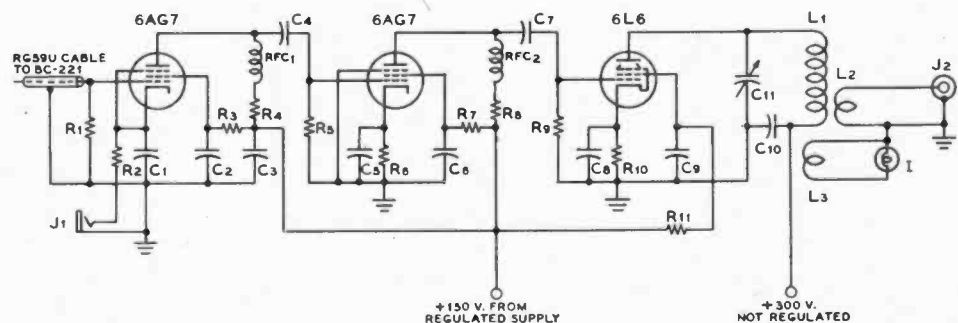 6AG7
C4
6AG7
C7
6L6
L1
RG59U CABLE
TO BC-221
RFC1
RFC2
L2
J2
C11
R3
R4
R7
R8
R1
R5
R9
C10
R2
C1
C2
C3
C5
R6
C6
C8
R10
C9
L3
I
J1
R11
+150 V. FROM
REGULATED SUPPLY
+300 V.
NOT REGULATED